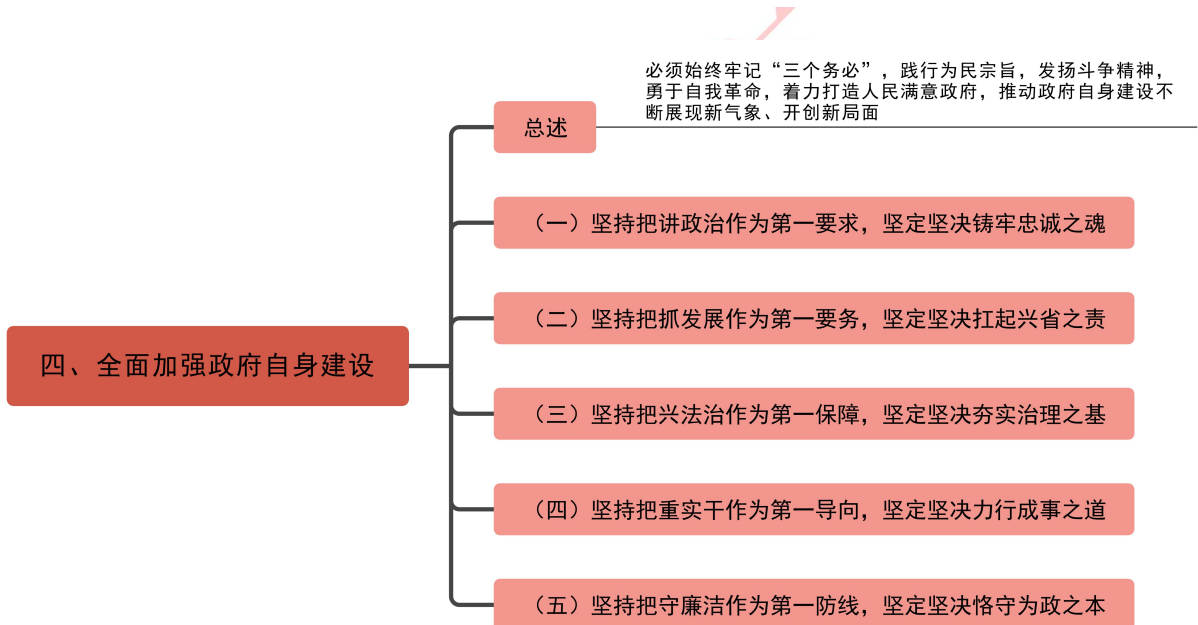 必须始终牢记“三个务必”，践行为民宗旨，发扬斗争精神，
勇于自我革命，着力打造人民满意政府，推动政府自身建设不
断展现新气象、开创新局面
总述
（一）坚持把讲政治作为第一要求，坚定坚决铸牢忠诚之魂
（二）坚持把抓发展作为第一要务，坚定坚决扛起兴省之责
四、全面加强政府自身建设
（三）坚持把兴法治作为第一保障，坚定坚决夯实治理之基
（四）坚持把重实干作为第一导向，坚定坚决力行成事之道
（五）坚持把守廉洁作为第一防线，坚定坚决恪守为政之本